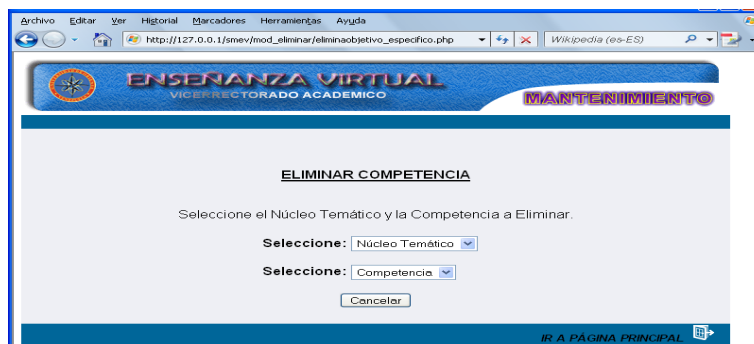 Archivo Editar Ver Historial Marcadores Herramientas Ayuda
http://127.0.0.1/smev/mod_eliminar/eliminaobjetivo_especifico.php Wikipedia (es-ES)
ENSEÑANZA VIRTUAL
VICERRECTORADO ACADEMICO
MANTENIMIENTO
ELIMINAR COMPETENCIA
Seleccione el Núcleo Temático y la Competencia a Eliminar.
Seleccione: Núcleo Temático
Seleccione: Competencia
Cancelar
IR A PÁGINA PRINCIPAL